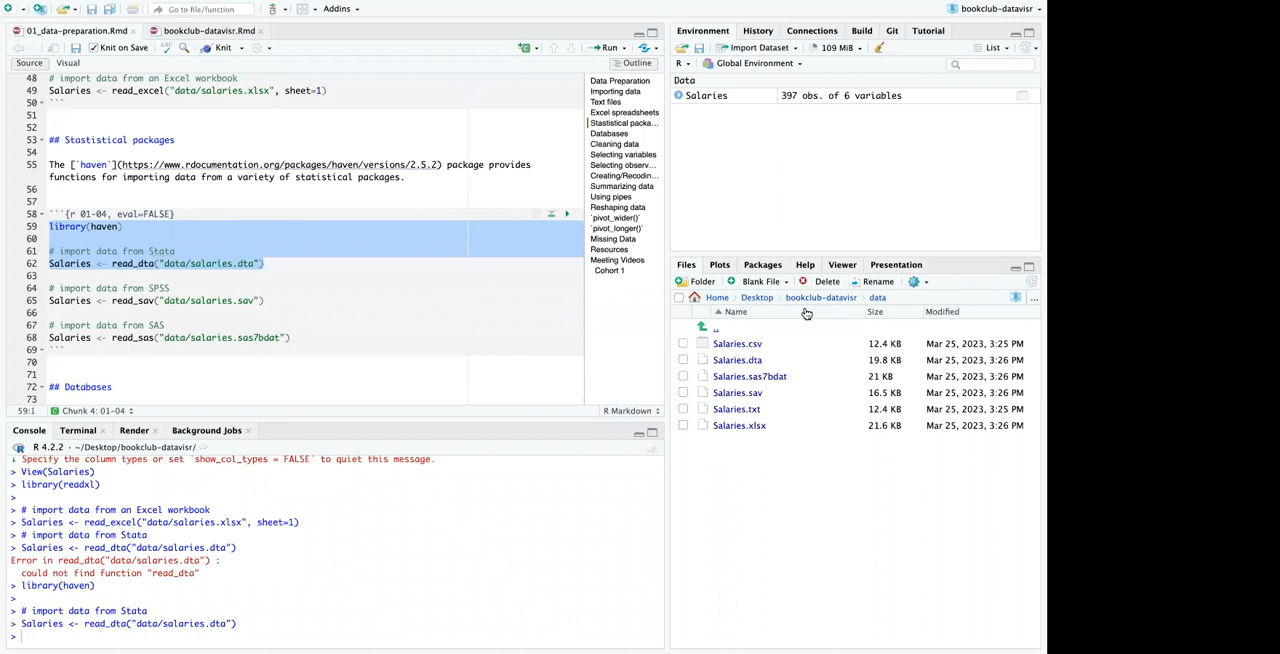 Go to file/function
Addins
bookclub-datavisr
01_data-preparation.Rmd
bookclub-datavisr.Rmd
Knit on Save
Knit
Run
Source
Visual
Outline
48 # import data from an Excel workbook
49 Salaries <- read_excel("data/salaries.xlsx", sheet=1)
50 ```
51
52
53 ## Stastistical packages
54
55 The [`haven`](https://www.rdocumentation.org/packages/haven/versions/2.5.2) package provides
functions for importing data from a variety of statistical packages.
56
57
58 ```{r 01-04, eval=FALSE}
59 library(haven)
60
61 # import data from Stata
62 Salaries <- read_dta("data/salaries.dta")
63
64 # import data from SPSS
65 Salaries <- read_sav("data/salaries.sav")
66
67 # import data from SAS
68 Salaries <- read_sas("data/salaries.sas7bdat")
69 ```
70
71
72 ## Databases
73
59:1 Chunk 4: 01-04 R Markdown
Data Preparation
Importing data
Text files
Excel spreadsheets
Stastistical packa...
Databases
Cleaning data
Selecting variables
Selecting observ...
Creating/Recodin...
Summarizing data
Using pipes
Reshaping data
`pivot_wider()`
`pivot_longer()`
Missing Data
Resources
Meeting Videos
Cohort 1
Console Terminal Render Background Jobs
R 4.2.2 · ~/Desktop/bookclub-datavisr/
Specify the column types or set `show_col_types = FALSE` to quiet this message.
> View(Salaries)
> library(readxl)
>
> # import data from an Excel workbook
> Salaries <- read_excel("data/salaries.xlsx", sheet=1)
> # import data from Stata
> Salaries <- read_dta("data/salaries.dta")
Error in read_dta("data/salaries.dta") :
could not find function "read_dta"
> library(haven)
>
> # import data from Stata
> Salaries <- read_dta("data/salaries.dta")
>
Environment History Connections Build Git Tutorial
Import Dataset 109 MiB List
R Global Environment
Data
Salaries 397 obs. of 6 variables
Files Plots Packages Help Viewer Presentation
Folder Blank File Delete Rename
Home Desktop bookclub-datavisr data
Name Size Modified
..
Salaries.csv 12.4 KB Mar 25, 2023, 3:25 PM
Salaries.dta 19.8 KB Mar 25, 2023, 3:26 PM
Salaries.sas7bdat 21 KB Mar 25, 2023, 3:26 PM
Salaries.sav 16.5 KB Mar 25, 2023, 3:26 PM
Salaries.txt 12.4 KB Mar 25, 2023, 3:26 PM
Salaries.xlsx 21.6 KB Mar 25, 2023, 3:26 PM